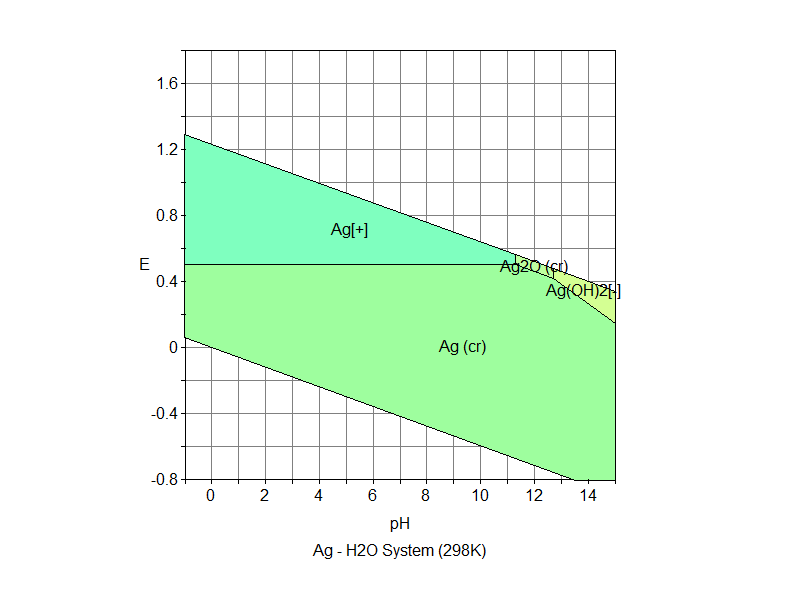 1.6
1.2
Ag[+]
0.8
E
Ag2O (cr)
0.4
Ag(OH)2[-]
0
Ag (cr)
-0.4
-0.8
0 2 4 6 8 10 12 14
pH
Ag - H2O System (298K)